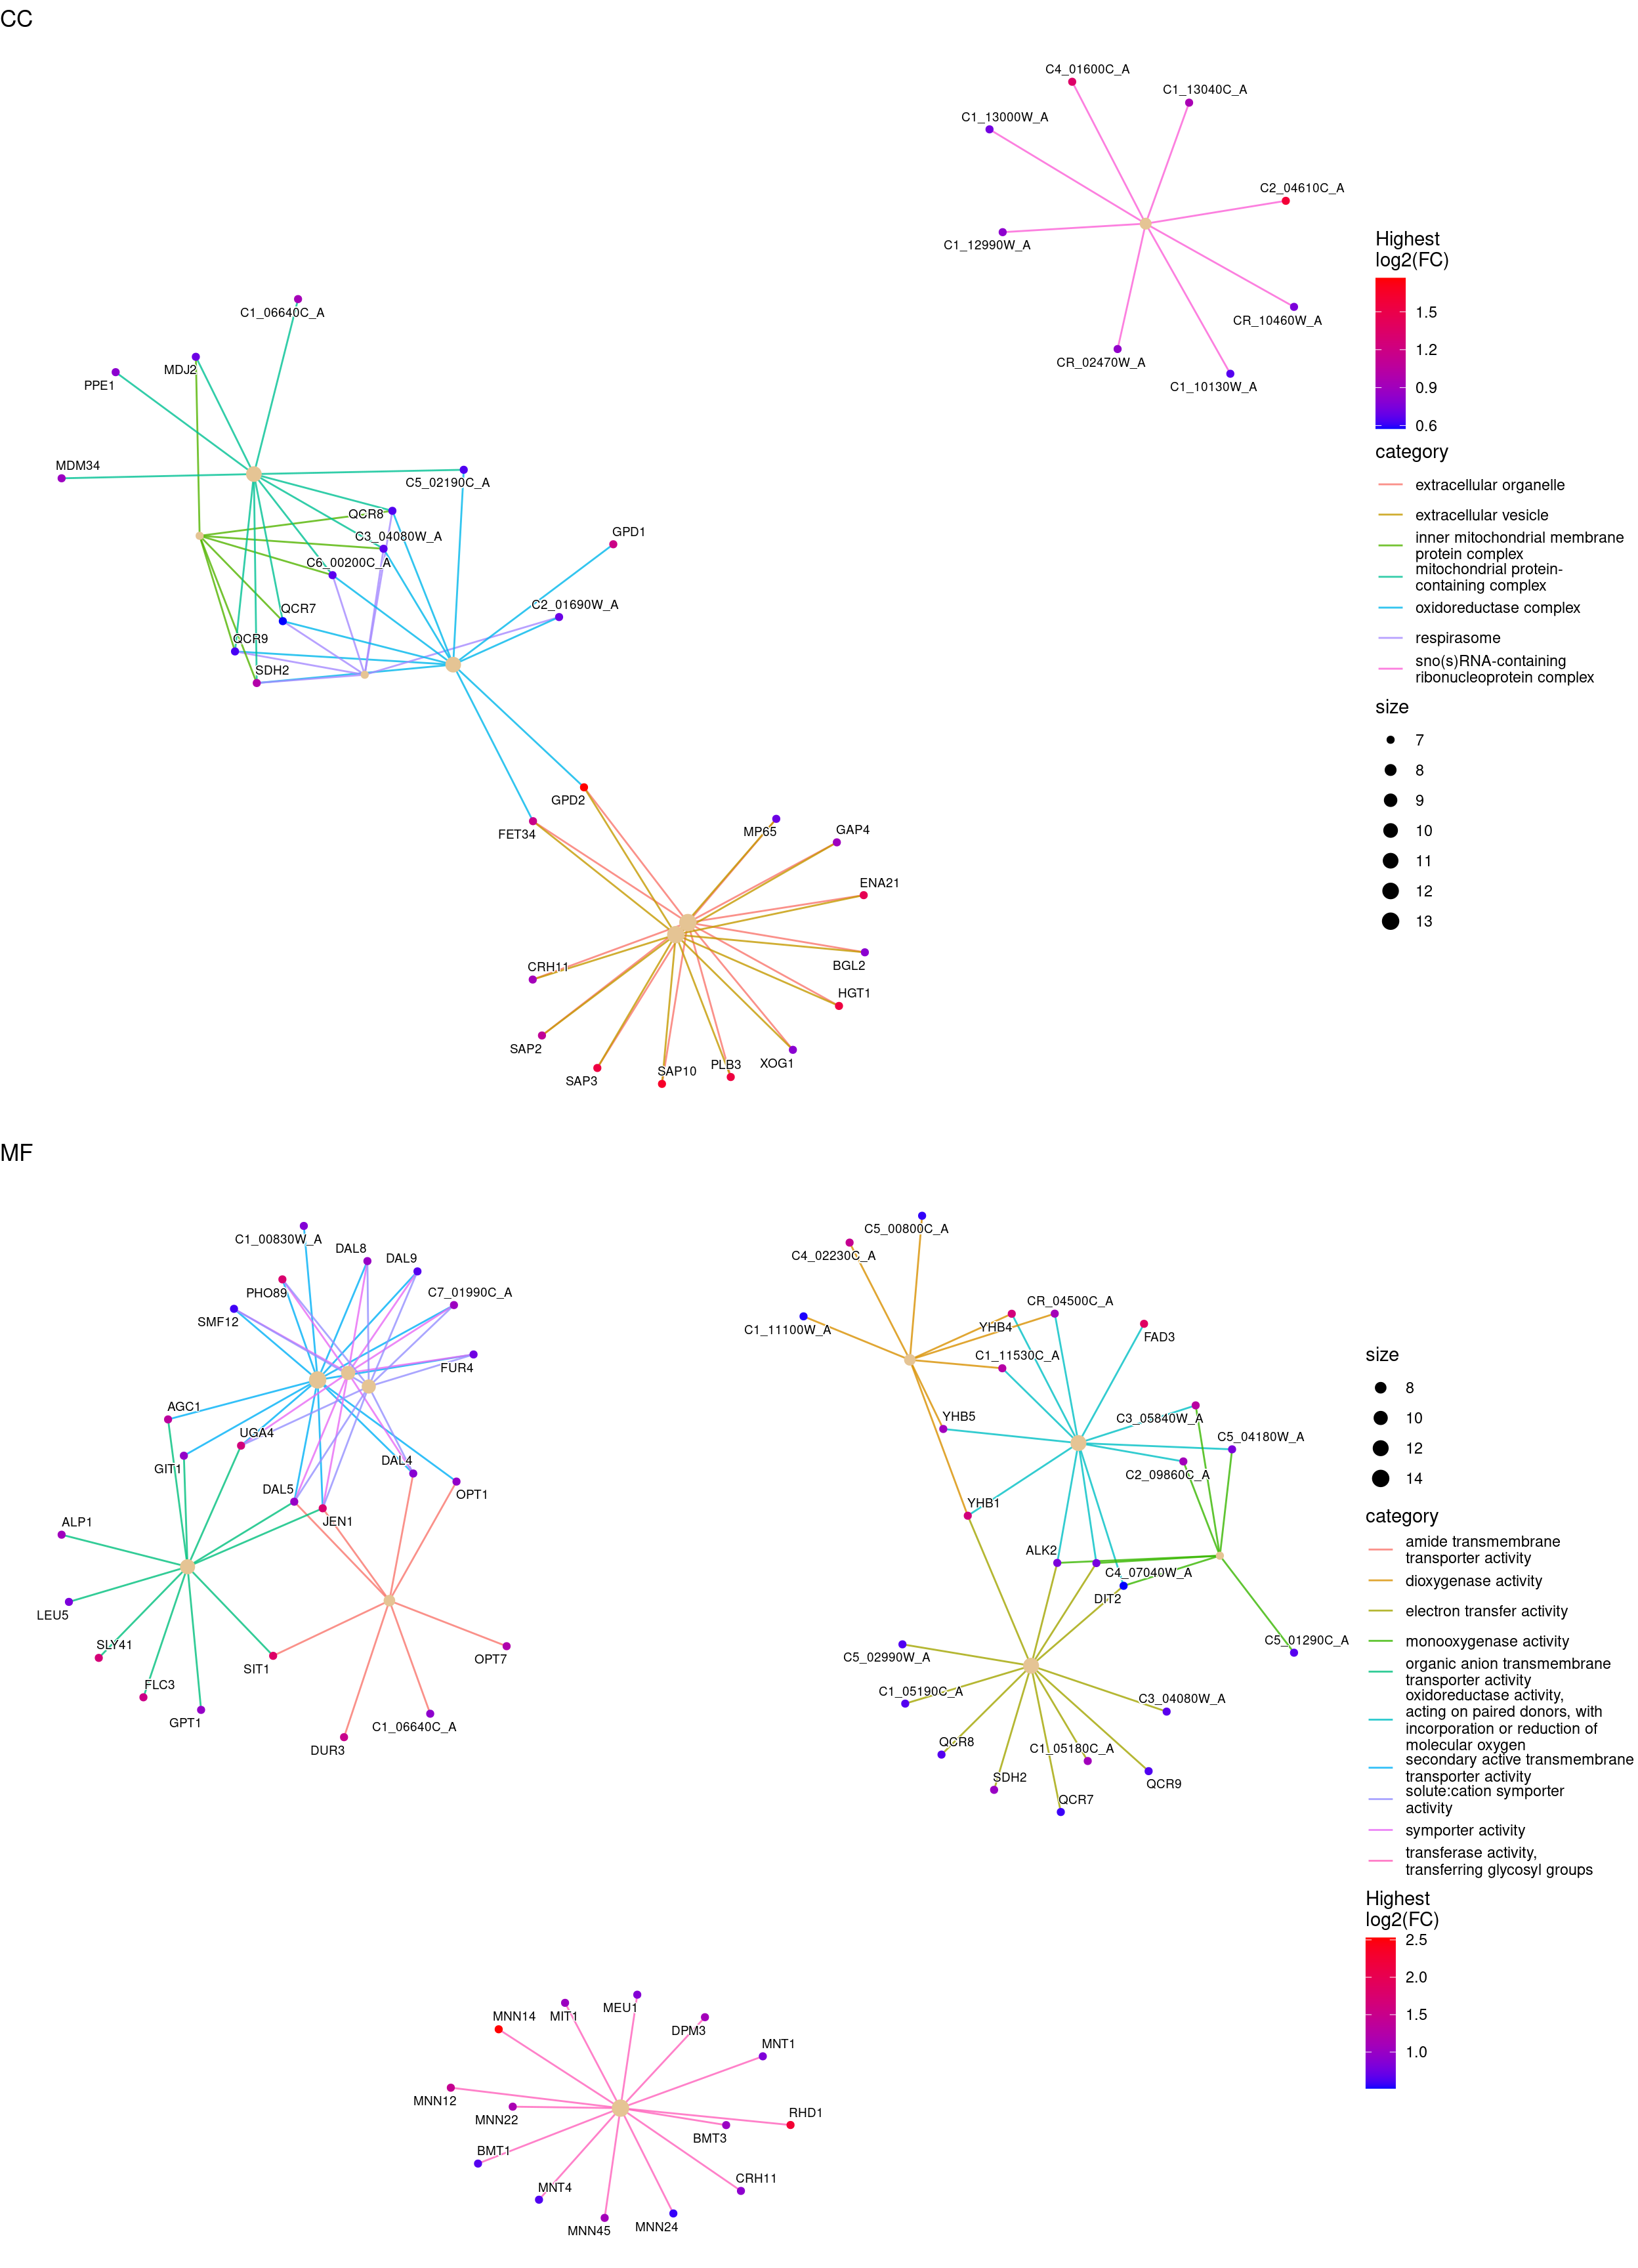 CC
C4_01600C_A
C1_13040C_A
C1_13000W_A
C2_04610C_A
C1_12990W_A
CR_10460W_A
CR_02470W_A
C1_10130W_A
C1_06640C_A
MDJ2
PPE1
MDM34
C5_02190C_A
QCR8
C3_04080W_A
GPD1
C6_00200C_A
C2_01690W_A
QCR7
QCR9
SDH2
GPD2
FET34
MP65
GAP4
ENA21
BGL2
CRH11
HGT1
SAP2
SAP3
SAP10
PLB3
XOG1
Highest
log2(FC)
1.5
1.2
0.9
0.6
category
extracellular organelle
extracellular vesicle
inner mitochondrial membrane
protein complex
mitochondrial protein-
containing complex
oxidoreductase complex
respirasome
sno(s)RNA-containing
ribonucleoprotein complex
size
7
8
9
10
11
12
13
MF
C1_00830W_A
DAL8
DAL9
PHO89
C7_01990C_A
SMF12
FUR4
AGC1
UGA4
GIT1
DAL4
DAL5
OPT1
JEN1
ALP1
LEU5
SLY41
SIT1
OPT7
FLC3
GPT1
C1_06640C_A
DUR3
C5_00800C_A
C4_02230C_A
C1_11100W_A
YHB4
CR_04500C_A
FAD3
C1_11530C_A
YHB5
C3_05840W_A
C5_04180W_A
C2_09860C_A
YHB1
ALK2
C4_07040W_A
DIT2
C5_01290C_A
C5_02990W_A
C1_05190C_A
C3_04080W_A
QCR8
C1_05180C_A
SDH2
QCR9
QCR7
MNN14
MIT1
MEU1
DPM3
MNT1
MNN12
MNN22
RHD1
BMT3
BMT1
CRH11
MNT4
MNN45
MNN24
size
8
10
12
14
category
amide transmembrane
transporter activity
dioxygenase activity
electron transfer activity
monooxygenase activity
organic anion transmembrane
transporter activity
oxidoreductase activity,
acting on paired donors, with
incorporation or reduction of
molecular oxygen
secondary active transmembrane
transporter activity
solute:cation symporter
activity
symporter activity
transferase activity,
transferring glycosyl groups
Highest
log2(FC)
2.5
2.0
1.5
1.0